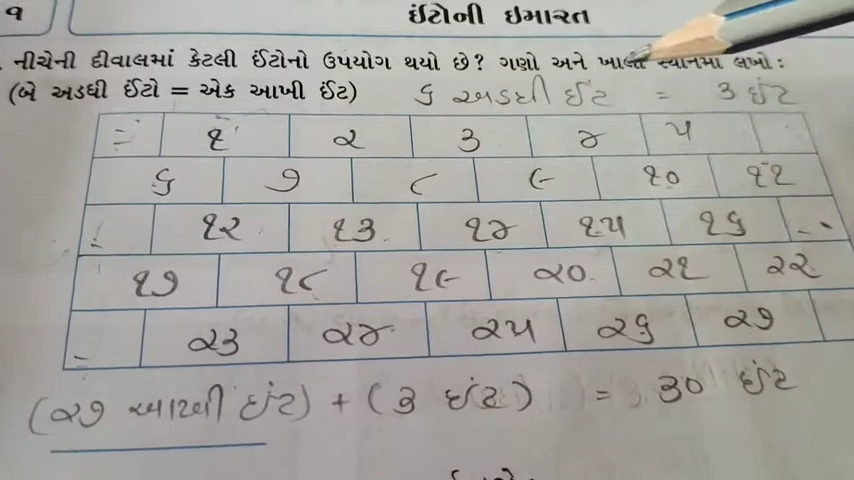 ૧ ઈંટોની ઇમારત
નીચેની દીવાલમાં કેટલી ઈંટોનો ઉપયોગ થયો છે? ગણો અને ખાલી સ્થાનમાં લખો :
(બે અડધી ઈંટો = એક આખી ઈંટ) ૬ અડધી ઈંટ = ૩ ઈંટ
૧ ૨ ૩ ૪ ૫
૬ ૭ ૮ ૯ ૧૦ ૧૧
૧૨ ૧૩ ૧૪ ૧૫ ૧૬
૧૭ ૧૮ ૧૯ ૨૦ ૨૧ ૨૨
૨૩ ૨૪ ૨૫ ૨૬ ૨૭
(૨૭ આખી ઈંટ) + (૩ ઈંટ) = ૩૦ ઈંટ